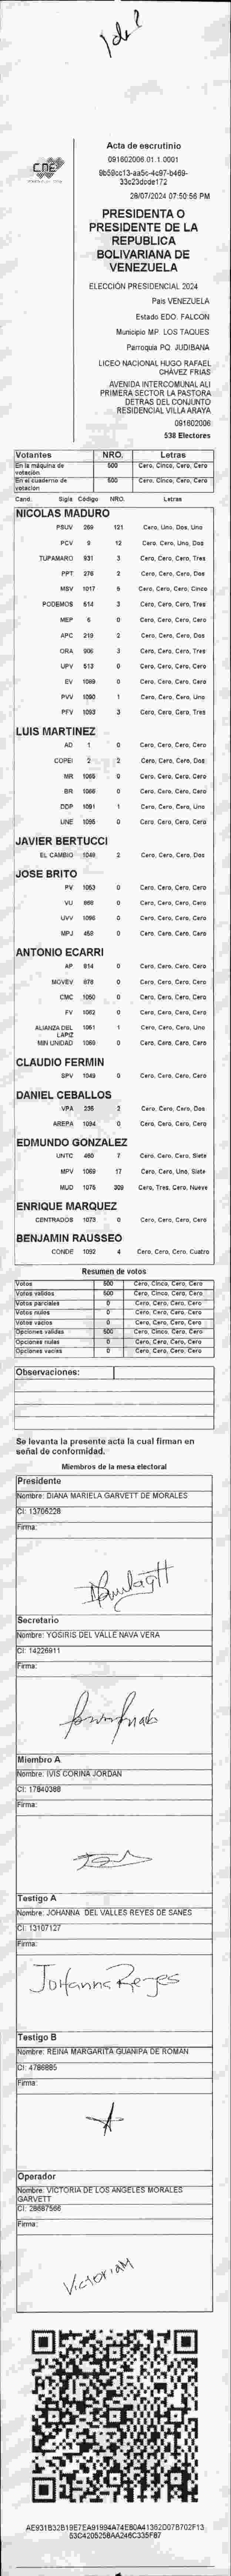 1 de 2
CNE
Acta de escrutinio
091602006.01.1.0001
28/07/2024 07:50:56 PM
PRESIDENTA O
PRESIDENTE DE LA
REPUBLICA
BOLIVARIANA DE
VENEZUELA
ELECCIÓN PRESIDENCIAL 2024
Pais VENEZUELA
Estado EDO. FALCON
Municipio MP. LOS TAQUES
Parroquia PQ. JUDIBANA
LICEO NACIONAL HUGO RAFAEL
CHÁVEZ FRIAS
AVENIDA INTERCOMUNAL ALI
PRIMERA SECTOR LA PASTORA
DETRAS DEL CONJUNTO
RESIDENCIAL VILLA ARAYA
091602006
538 Electores
Votantes NRO. Letras
En la máquina de votación 500 Cero, Cinco, Cero, Cero
En el cuaderno de votación 500 Cero, Cinco, Cero, Cero
Cand. Sigla Código NRO. Letras
NICOLAS MADURO
PSUV 269 121 Cero, Uno, Dos, Uno
PCV 9 12 Cero, Cero, Uno, Dos
TUPAMARO 931 3 Cero, Cero, Cero, Tres
PPT 276 2 Cero, Cero, Cero, Dos
MSV 1017 5 Cero, Cero, Cero, Cinco
PODEMOS 614 3 Cero, Cero, Cero, Tres
MEP 6 0 Cero, Cero, Cero, Cero
APC 219 2 Cero, Cero, Cero, Dos
ORA 906 3 Cero, Cero, Cero, Tres
UPV 513 0 Cero, Cero, Cero, Cero
EV 1089 0 Cero, Cero, Cero, Cero
PVV 1090 1 Cero, Cero, Cero, Uno
PFV 1093 3 Cero, Cero, Cero, Tres
LUIS MARTINEZ
AD 1 0 Cero, Cero, Cero, Cero
COPEI 2 2 Cero, Cero, Cero, Dos
MR 1065 0 Cero, Cero, Cero, Cero
BR 1066 0 Cero, Cero, Cero, Cero
DDP 1091 1 Cero, Cero, Cero, Uno
UNE 1095 0 Cero, Cero, Cero, Cero
JAVIER BERTUCCI
EL CAMBIO 1049 2 Cero, Cero, Cero, Dos
JOSE BRITO
PV 1053 0 Cero, Cero, Cero, Cero
VU 868 0 Cero, Cero, Cero, Cero
UVV 1096 0 Cero, Cero, Cero, Cero
MPJ 458 0 Cero, Cero, Cero, Cero
ANTONIO ECARRI
AP 814 0 Cero, Cero, Cero, Cero
MOVEV 878 0 Cero, Cero, Cero, Cero
CMC 1050 0 Cero, Cero, Cero, Cero
FV 1062 0 Cero, Cero, Cero, Cero
ALIANZA DEL LÁPIZ 1061 1 Cero, Cero, Cero, Uno
MIN UNIDAD 1069 0 Cero, Cero, Cero, Cero
CLAUDIO FERMIN
SPV 1049 0 Cero, Cero, Cero, Cero
DANIEL CEBALLOS
VPA 235 2 Cero, Cero, Cero, Dos
AREPA 1094 0 Cero, Cero, Cero, Cero
EDMUNDO GONZALEZ
UNTC 460 7 Cero, Cero, Cero, Siete
MPV 1069 17 Cero, Cero, Uno, Siete
MUD 1075 309 Cero, Tres, Cero, Nueve
ENRIQUE MARQUEZ
CENTRADOS 1073 0 Cero, Cero, Cero, Cero
BENJAMIN RAUSSEO
CONDE 1092 4 Cero, Cero, Cero, Cuatro
Resumen de votos
Votos 500 Cero, Cinco, Cero, Cero
Votos validos 500 Cero, Cinco, Cero, Cero
Votos parciales 0 Cero, Cero, Cero, Cero
Votos nulos 0 Cero, Cero, Cero, Cero
Votos vacios 0 Cero, Cero, Cero, Cero
Opciones validas 500 Cero, Cinco, Cero, Cero
Opciones nulas 0 Cero, Cero, Cero, Cero
Opciones vacias 0 Cero, Cero, Cero, Cero
Observaciones:
Se levanta la presente acta la cual firman en
señal de conformidad.
Miembros de la mesa electoral
Presidente
Nombre: DIANA MARIELA GARVETT DE MORALES
CI: 13706228
Firma:
Secretario
Nombre: YOSIRIS DEL VALLE NAVA VERA
CI: 14226911
Firma:
Miembro A
Nombre: IVIS CORINA JORDAN
CI: 17840388
Firma:
Testigo A
Nombre: JOHANNA DEL VALLES REYES DE SANES
CI: 13107127
Firma:
Johanna Reyes
Testigo B
Nombre: REINA MARGARITA GUANIPA DE ROMAN
CI: 4786885
Firma:
Operador
Nombre: VICTORIA DE LOS ANGELES MORALES
GARVETT
CI: 28687566
Firma:
VictoriaM
AE931B32B19E7EA91994A74E80A41362D07B702F13
53C4205258AA246C335F87